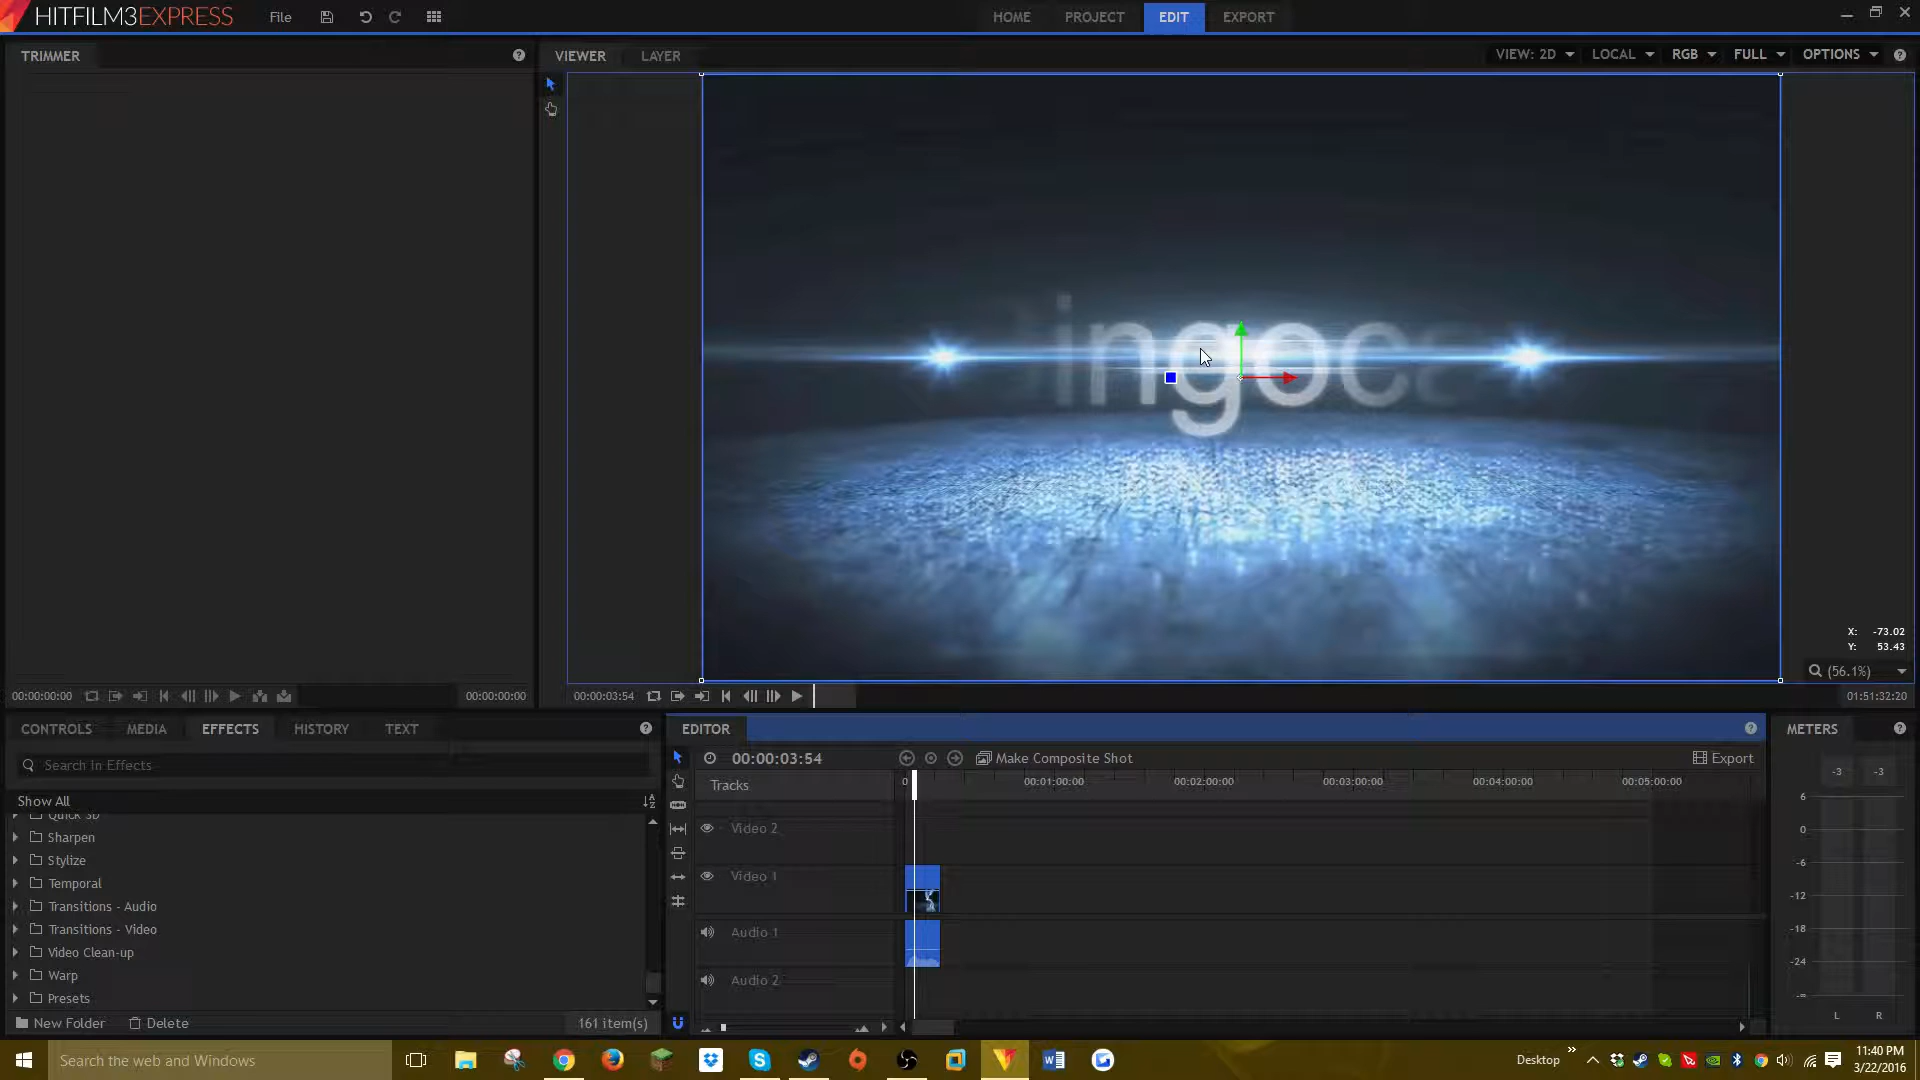 HITFILM3EXPRESS File HOME PROJECT EDIT EXPORT
TRIMMER
VIEWER LAYER VIEW: 2D LOCAL RGB FULL OPTIONS
ingoca
X: -73.02
Y: 53.43
(56.1%)
00:00:00:00 00:00:00:00
00:00:03:54 01:51:32:20
CONTROLS MEDIA EFFECTS HISTORY TEXT
Search In Effects
Show All
Quick 3D
Sharpen
Stylize
Temporal
Transitions - Audio
Transitions - Video
Video Clean-up
Warp
Presets
New Folder Delete 161 item(s)
EDITOR
00:00:03:54 Make Composite Shot Export
Tracks 0 00:01:00:00 00:02:00:00 00:03:00:00 00:04:00:00 00:05:00:00
Video 2
Video 1
Audio 1
Audio 2
METERS
-3 -3
6
0
-6
-12
-18
-24
-∞
L R
Search the web and Windows
Desktop
11:40 PM
3/22/2016